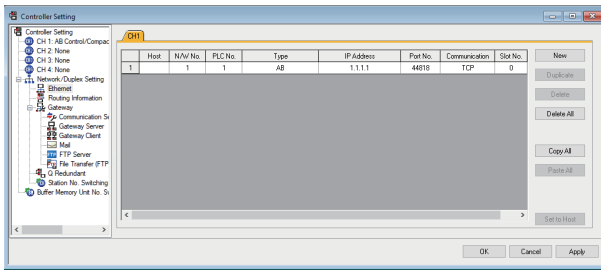 Controller Setting
Controller Setting
CH 1: AB Control/Compac
CH 2: None
CH 3: None
CH 4: None
Network/Duplex Setting
Ethernet
Routing Information
Gateway
Communication Se
Gateway Server
Gateway Client
Mail
FTP Server
File Transfer (FTP
Q Redundant
Station No. Switching
Buffer Memory Unit No. Sw
CH1
Host N/W No. PLC No. Type IP Address Port No. Communication Slot No.
1 1 1 AB 1.1.1.1 44818 TCP 0
New
Duplicate
Delete
Delete All
Copy All
Paste All
Set to Host
OK Cancel Apply